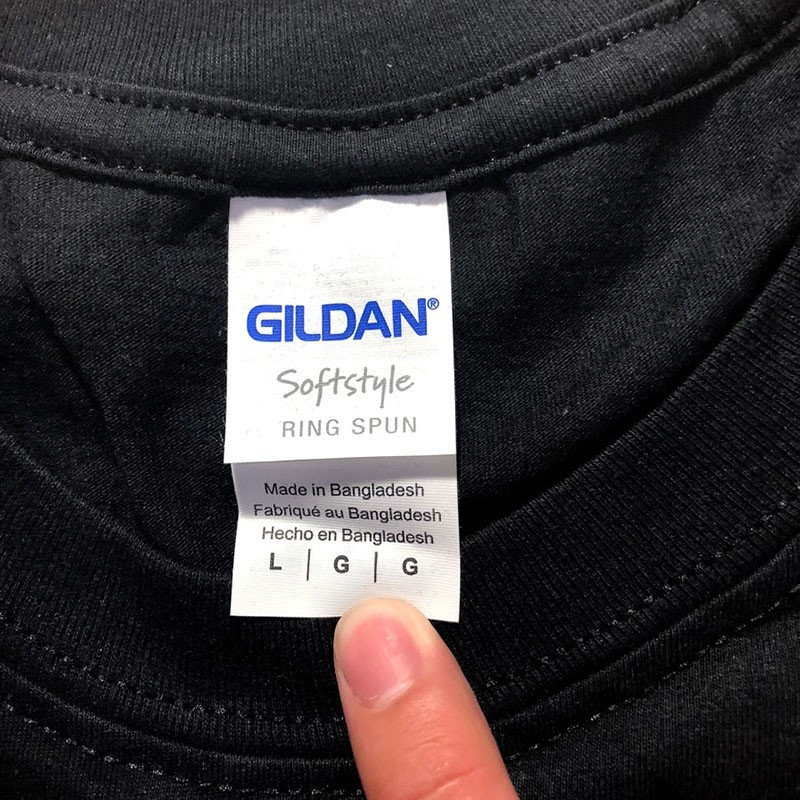 GILDAN®
Softstyle
RING SPUN
Made in Bangladesh
Fabriqué au Bangladesh
Hecho en Bangladesh
L | G | G